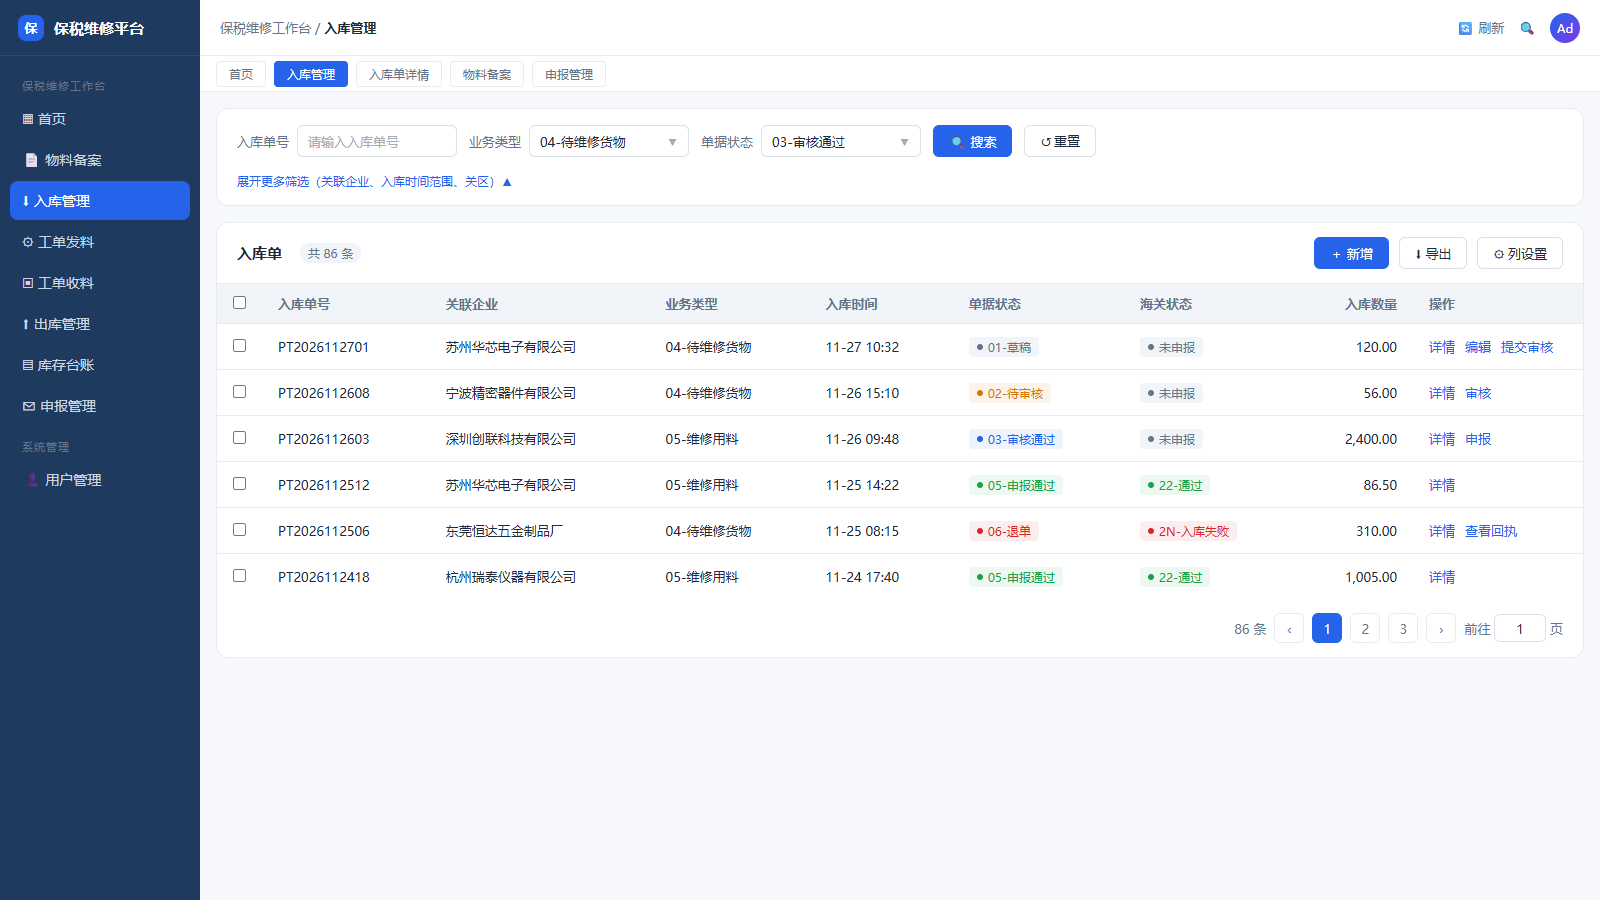 保 保税维修平台
保税维修工作台 / 入库管理
刷新
Ad
首页 入库管理 入库单详情 物料备案 申报管理
保税维修工作台
首页
物料备案
入库管理
工单发料
工单收料
出库管理
库存台账
申报管理
系统管理
用户管理
入库单号 请输入入库单号 业务类型 04-待维修货物 ▼ 单据状态 03-审核通过 ▼ 搜索 ↺重置
展开更多筛选（关联企业、入库时间范围、关区）▲
入库单 共 86 条 + 新增 ⬇导出 ⚙列设置
入库单号 关联企业 业务类型 入库时间 单据状态 海关状态 入库数量 操作
PT2026112701 苏州华芯电子有限公司 04-待维修货物 11-27 10:32 01-草稿 未申报 120.00 详情 编辑 提交审核
PT2026112608 宁波精密器件有限公司 04-待维修货物 11-26 15:10 02-待审核 未申报 56.00 详情 审核
PT2026112603 深圳创联科技有限公司 05-维修用料 11-26 09:48 03-审核通过 未申报 2,400.00 详情 申报
PT2026112512 苏州华芯电子有限公司 05-维修用料 11-25 14:22 05-申报通过 22-通过 86.50 详情
PT2026112506 东莞恒达五金制品厂 04-待维修货物 11-25 08:15 06-退单 2N-入库失败 310.00 详情 查看回执
PT2026112418 杭州瑞泰仪器有限公司 05-维修用料 11-24 17:40 05-申报通过 22-通过 1,005.00 详情
86 条 ‹ 1 2 3 › 前往 1 页